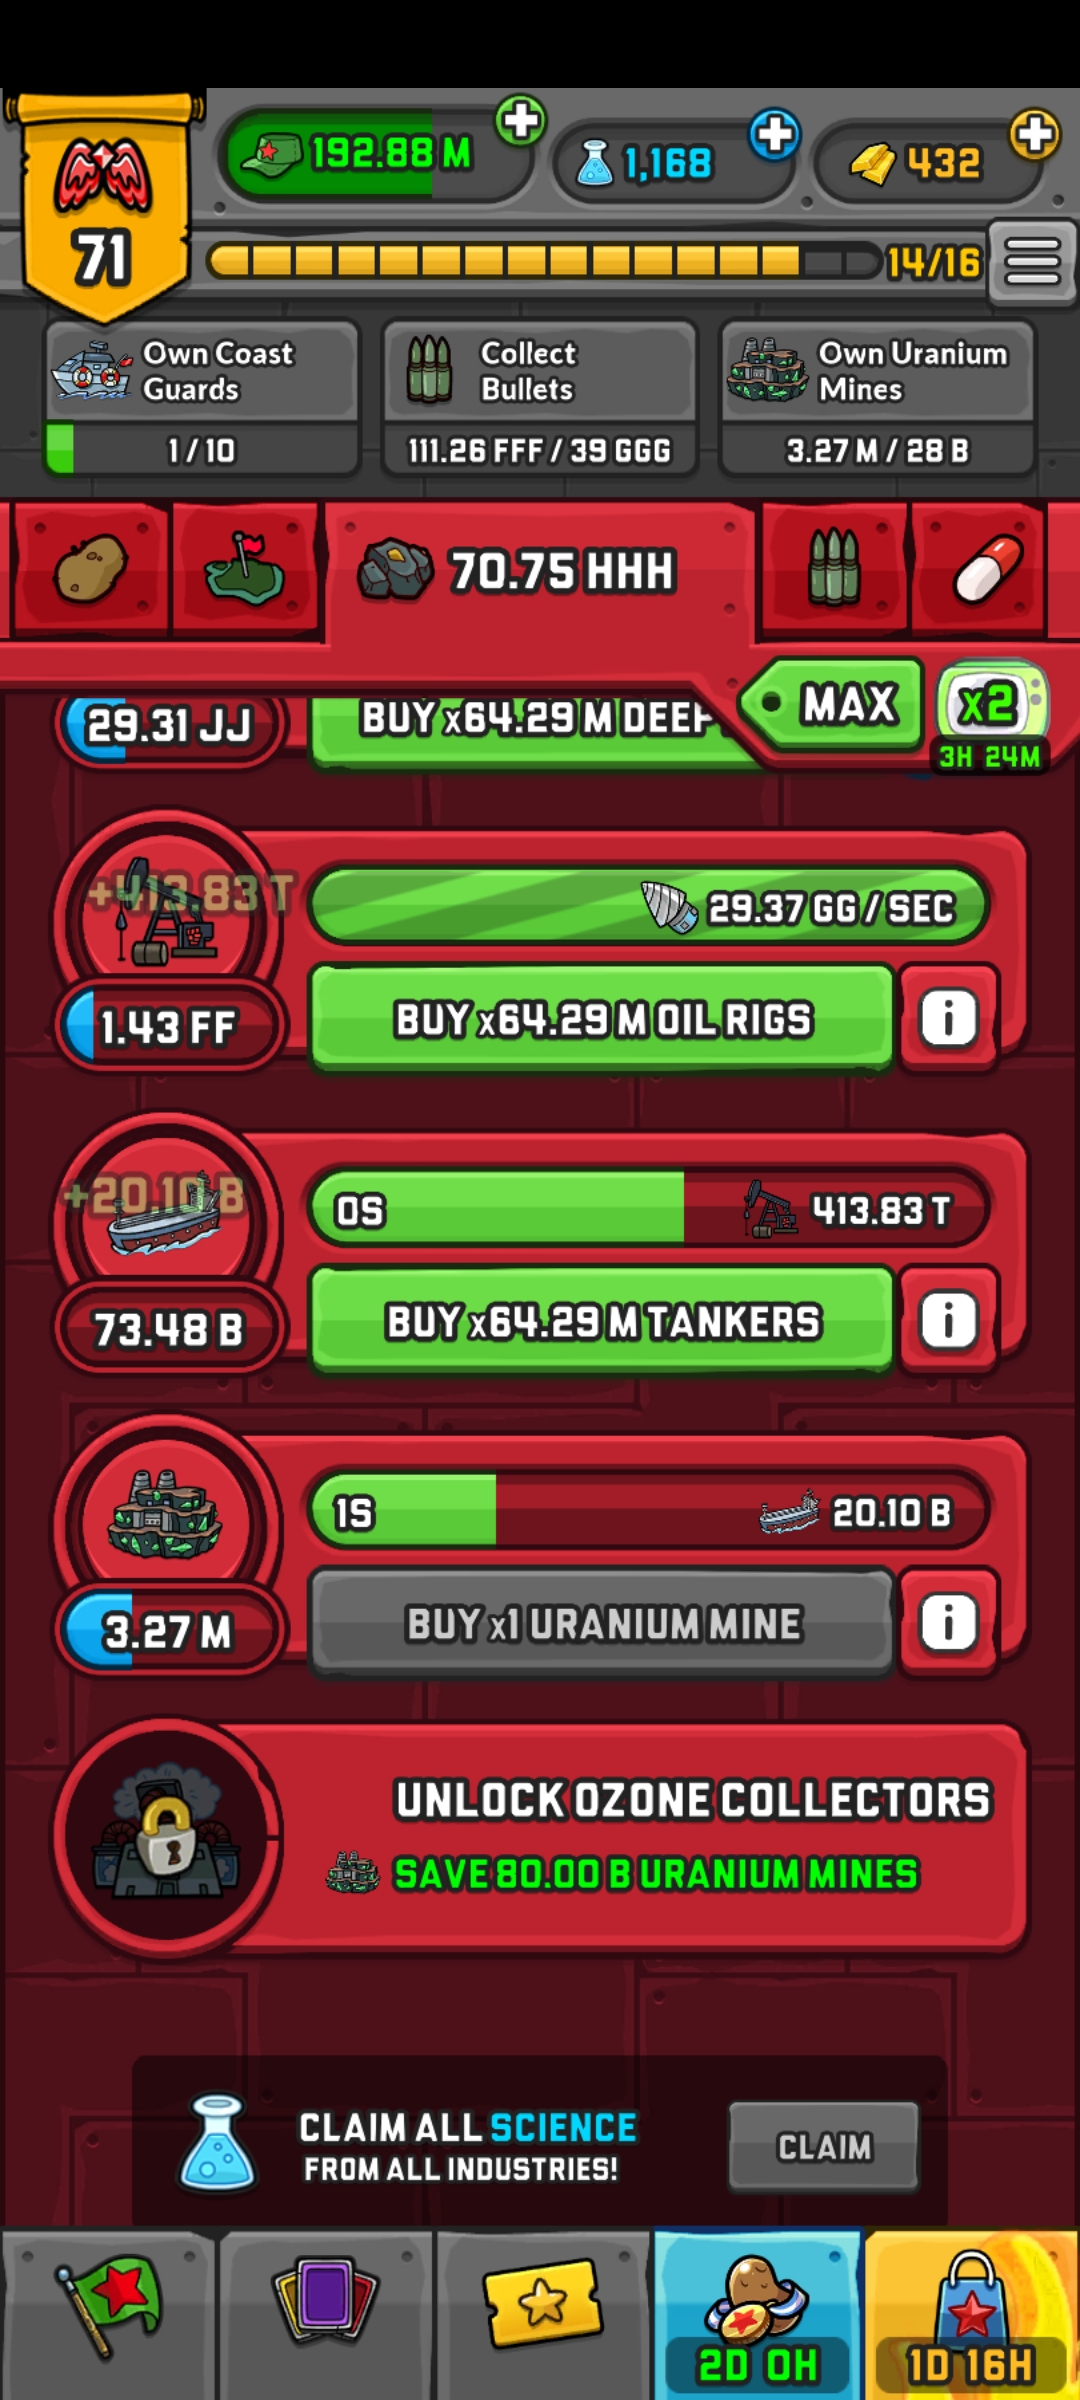 192.88 M
1,168
432
71
14/16
Own Coast
Guards
1 / 10
Collect
Bullets
111.26 FFF / 39 GGG
Own Uranium
Mines
3.27 M / 28 B
70.75 HHH
MAX
x2
3H 24M
29.31 JJ
BUY x64.29 M DEEP
+413.83 T
29.37 GG / SEC
1.43 FF
BUY x64.29 M OIL RIGS
i
+20.10 B
0S
413.83 T
73.48 B
BUY x64.29 M TANKERS
i
1S
20.10 B
3.27 M
BUY x1 URANIUM MINE
i
UNLOCK OZONE COLLECTORS
SAVE 80.00 B URANIUM MINES
CLAIM ALL SCIENCE
FROM ALL INDUSTRIES!
CLAIM
2D 0H
1D 16H